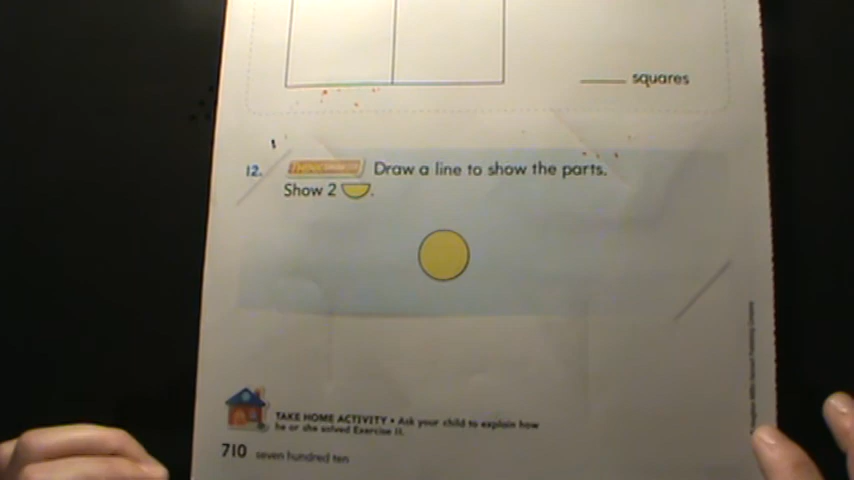 squares
12. Draw a line to show the parts.
Show 2 .
TAKE HOME ACTIVITY • Ask your child to explain how
he or she solved Exercise 11.
710 seven hundred ten